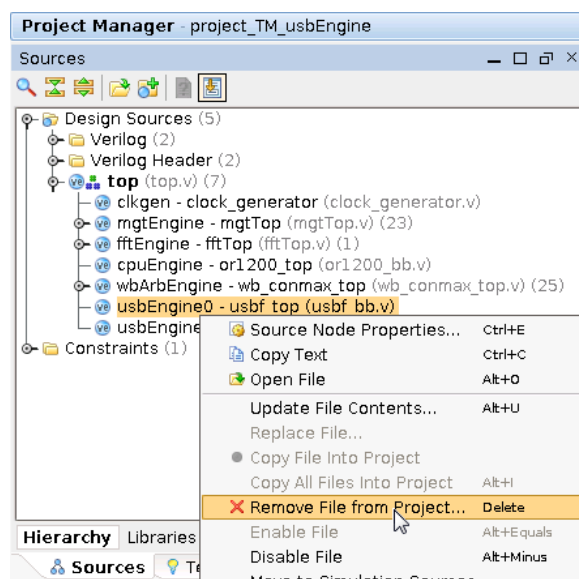 Project Manager - project_TM_usbEngine
Sources
Design Sources (5)
Verilog (2)
Verilog Header (2)
top (top.v) (7)
clkgen - clock_generator (clock_generator.v)
mgtEngine - mgtTop (mgtTop.v) (23)
fftEngine - fftTop (fftTop.v) (1)
cpuEngine - or1200_top (or1200_bb.v)
wbArbEngine - wb_conmax_top (wb_conmax_top.v) (25)
usbEngine0 - usbf_top (usbf_bb.v)
usbEngine
Constraints (1)
Source Node Properties... Ctrl+E
Copy Text Ctrl+C
Open File Alt+O
Update File Contents... Alt+U
Replace File...
Copy File Into Project
Copy All Files Into Project Alt+I
Remove File from Project... Delete
Enable File Alt+Equals
Disable File Alt+Minus
Move to Simulation Sources
Hierarchy Libraries
Sources